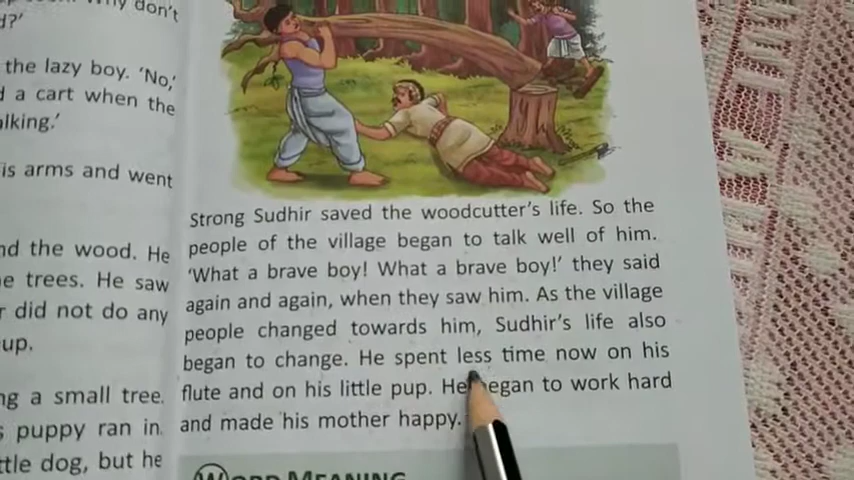 don't
the lazy boy. 'No,'
a cart when the
lking.'
is arms and went
nd the wood. He
e trees. He saw
did not do any
up.
ng a small tree.
s puppy ran in
ttle dog, but he
Strong Sudhir saved the woodcutter's life. So the
people of the village began to talk well of him.
'What a brave boy! What a brave boy!' they said
again and again, when they saw him. As the village
people changed towards him, Sudhir's life also
began to change. He spent less time now on his
flute and on his little pup. He began to work hard
and made his mother happy.
WORD MEANING